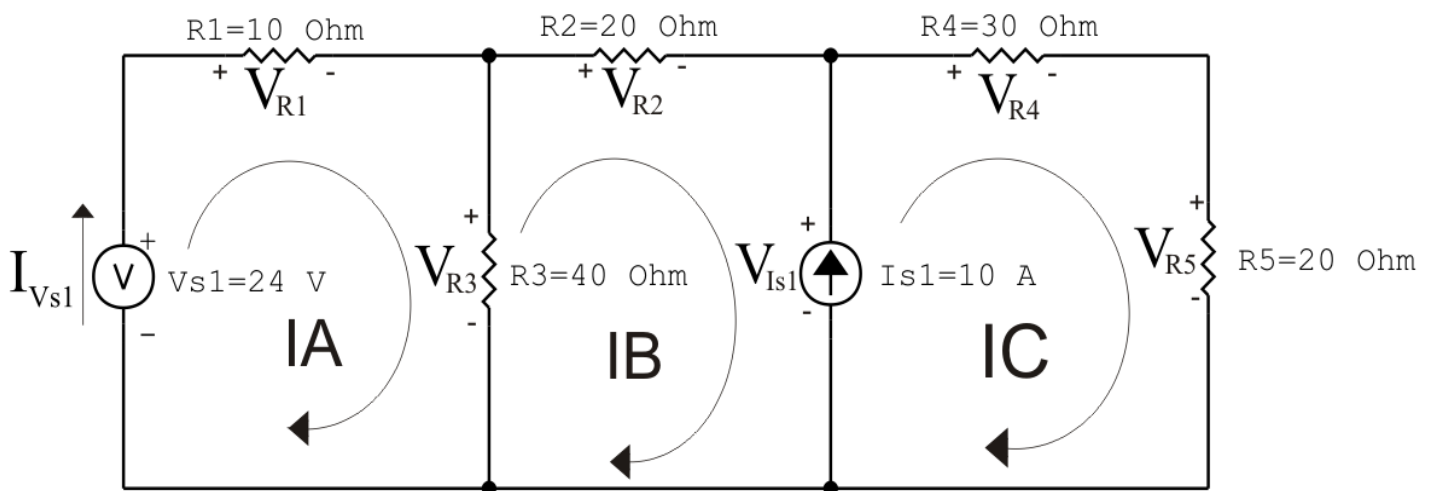 R1=10 Ohm
R2=20 Ohm
R4=30 Ohm
+ VR1 -
+ VR2 -
+ VR4 -
IVs1
+
V
Vs1=24 V
-
+
VR3
R3=40 Ohm
-
+
VIs1
Is1=10 A
-
+
VR5
R5=20 Ohm
-
IA
IB
IC